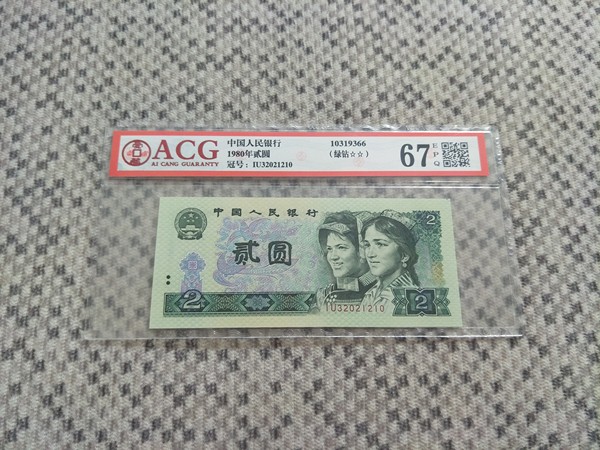 ACG
AI CANG GUARANTY
中国人民银行
1980年贰圆
冠号: IU32021210
10319366
(绿钻☆☆)
67
E
P
Q
中国人民银行
贰圆
2
2
2
IU32021210